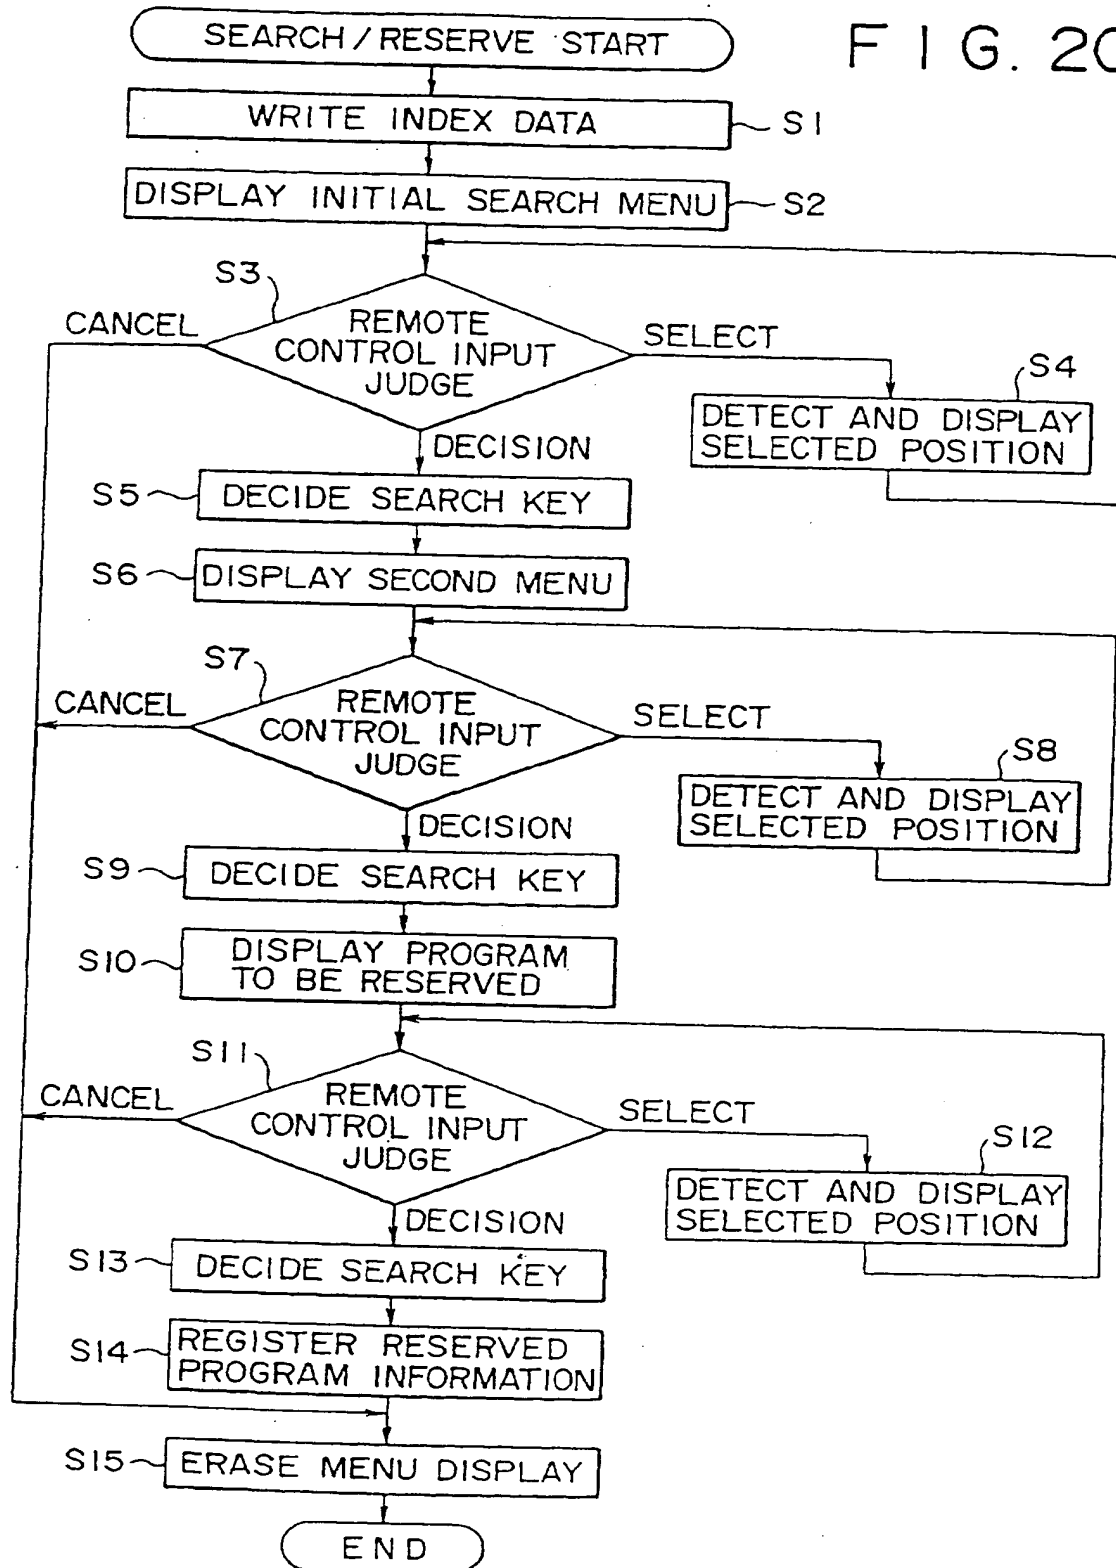 SEARCH/RESERVE START
FIG. 20
WRITE INDEX DATA
S1
DISPLAY INITIAL SEARCH MENU
S2
S3
CANCEL
REMOTE
CONTROL INPUT
JUDGE
SELECT
S4
DETECT AND DISPLAY
SELECTED POSITION
DECISION
S5
DECIDE SEARCH KEY
S6
DISPLAY SECOND MENU
S7
CANCEL
REMOTE
CONTROL INPUT
JUDGE
SELECT
S8
DETECT AND DISPLAY
SELECTED POSITION
DECISION
S9
DECIDE SEARCH KEY
S10
DISPLAY PROGRAM
TO BE RESERVED
S11
CANCEL
REMOTE
CONTROL INPUT
JUDGE
SELECT
S12
DETECT AND DISPLAY
SELECTED POSITION
DECISION
S13
DECIDE SEARCH KEY
S14
REGISTER RESERVED
PROGRAM INFORMATION
S15
ERASE MENU DISPLAY
END